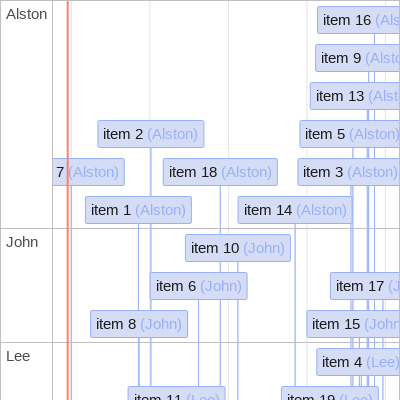 Alston
item 16 (Als
item 9 (Alsto
item 13 (Alst
item 2 (Alston)
item 5 (Alston)
7 (Alston)
item 18 (Alston)
item 3 (Alston)
item 1 (Alston)
item 14 (Alston)
John
item 10 (John)
item 6 (John)
item 17 (J
item 8 (John)
item 15 (John
Lee
item 4 (Lee)
item 11 (Lee)
item 19 (Lee)